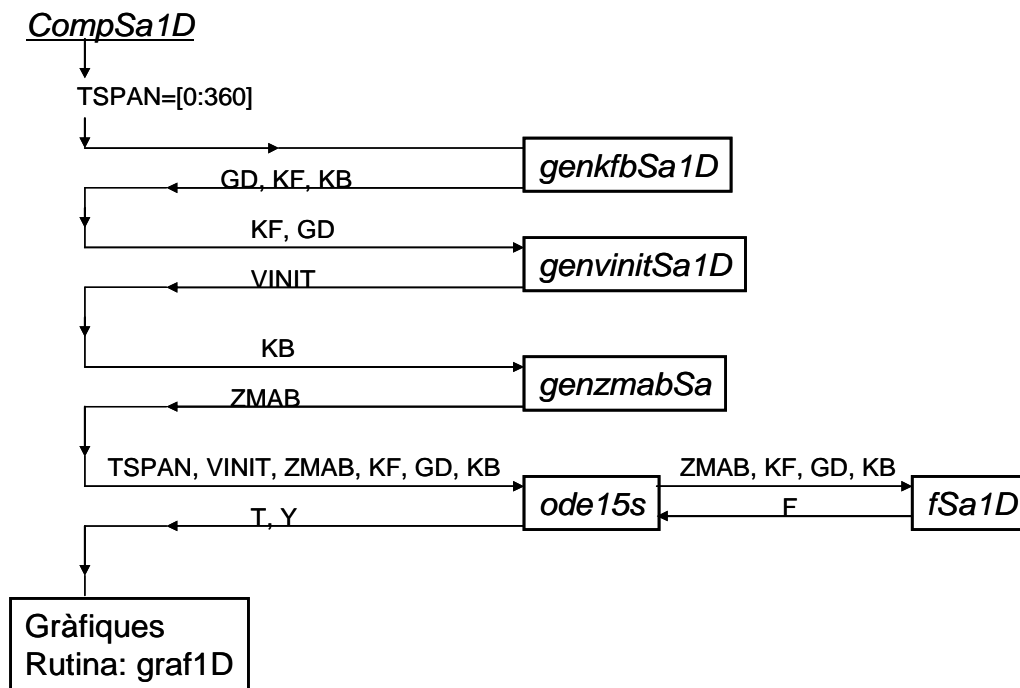 CompSa1D
TSPAN=[0:360]
genkfbSa1D
GD, KF, KB
KF, GD
genvinitSa1D
VINIT
KB
genzmabSa
ZMAB
TSPAN, VINIT, ZMAB, KF, GD, KB
ode15s
ZMAB, KF, GD, KB
fSa1D
F
T, Y
Gràfiques
Rutina: graf1D